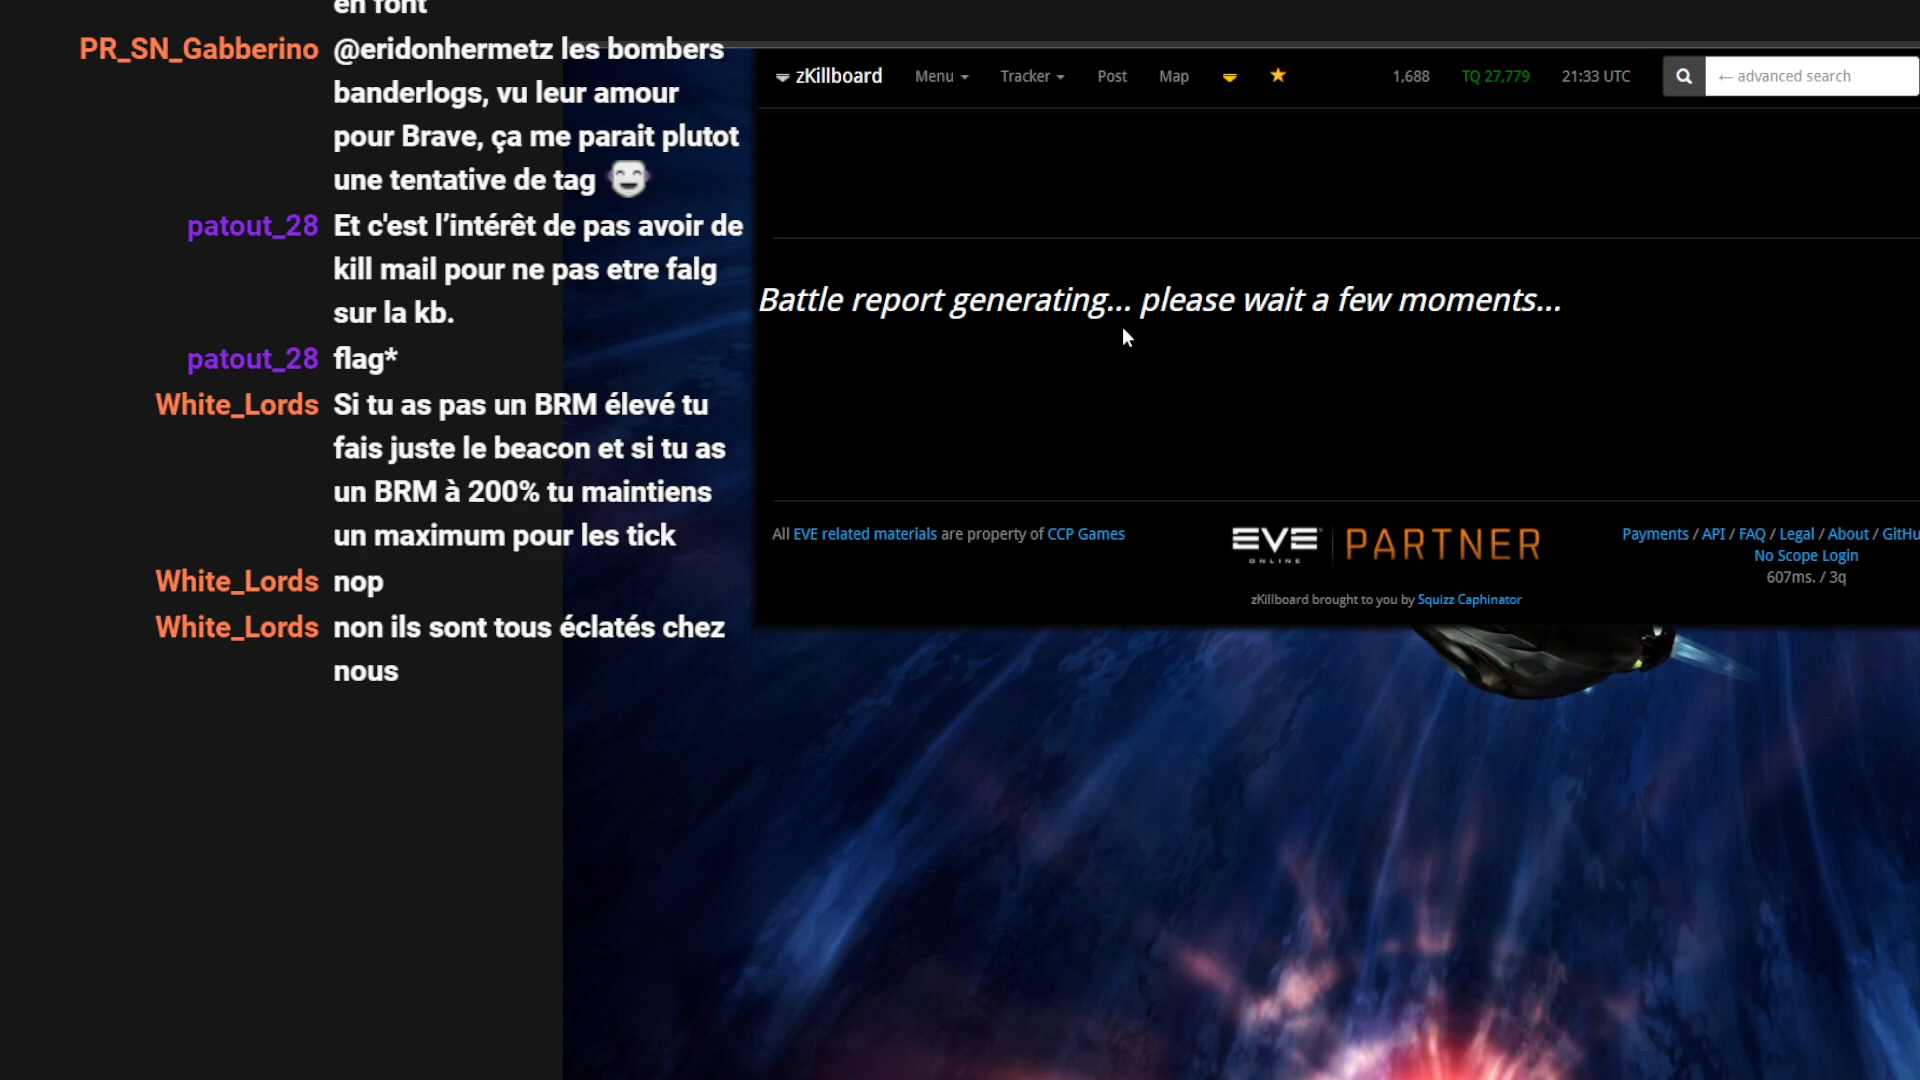 en font
PR_SN_Gabberino @eridonhermetz les bombers
banderlogs, vu leur amour
pour Brave, ça me parait plutot
une tentative de tag
patout_28 Et c'est l’intérêt de pas avoir de
kill mail pour ne pas etre falg
sur la kb.
patout_28 flag*
White_Lords Si tu as pas un BRM élevé tu
fais juste le beacon et si tu as
un BRM à 200% tu maintiens
un maximum pour les tick
White_Lords nop
White_Lords non ils sont tous éclatés chez
nous
zKillboard Menu Tracker Post Map 1,688 TQ 27,779 21:33 UTC ← advanced search
Battle report generating... please wait a few moments...
All EVE related materials are property of CCP Games
EVE ONLINE PARTNER
zKillboard brought to you by Squizz Caphinator
Payments / API / FAQ / Legal / About / GitHu
No Scope Login
607ms. / 3q